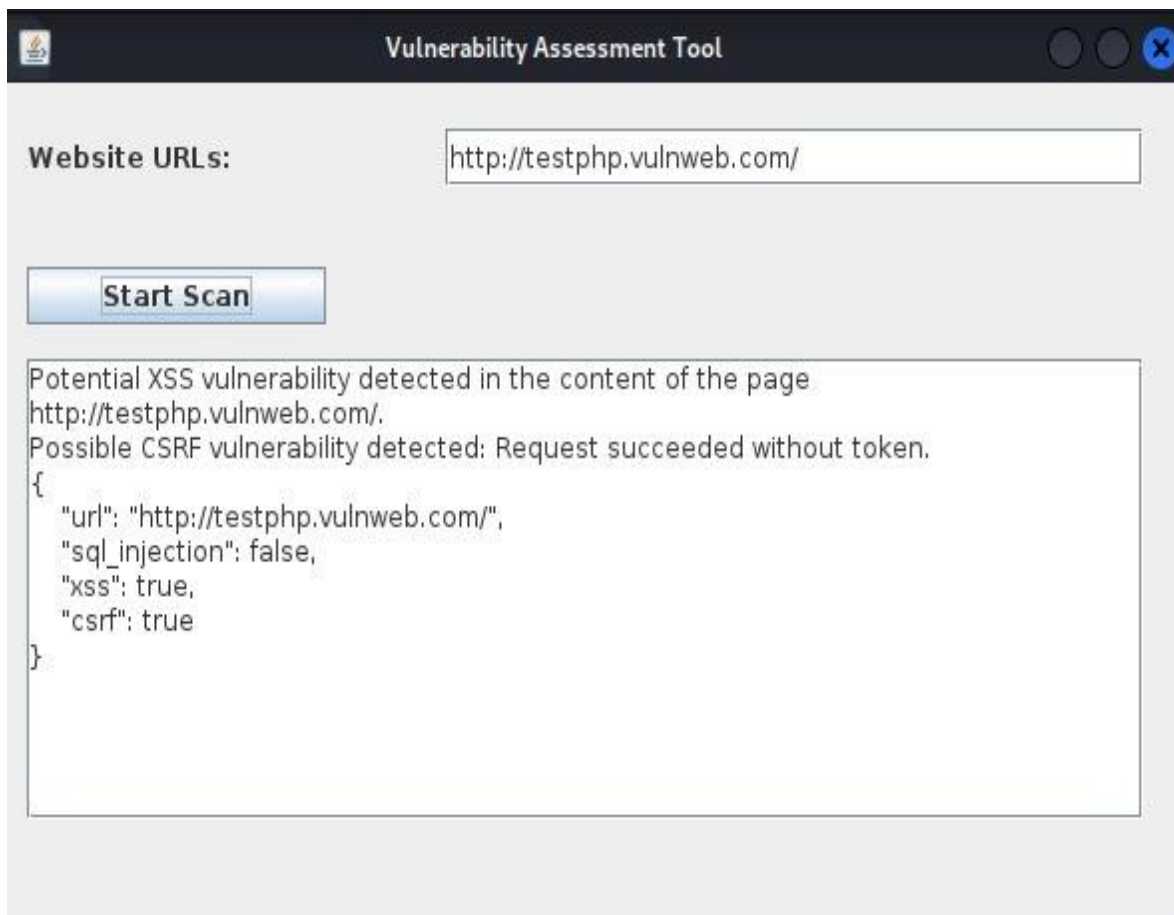 Vulnerability Assessment Tool
Website URLs:
http://testphp.vulnweb.com/
Start Scan
Potential XSS vulnerability detected in the content of the page
http://testphp.vulnweb.com/.
Possible CSRF vulnerability detected: Request succeeded without token.
{
"url": "http://testphp.vulnweb.com/",
"sql_injection": false,
"xss": true,
"csrf": true
}